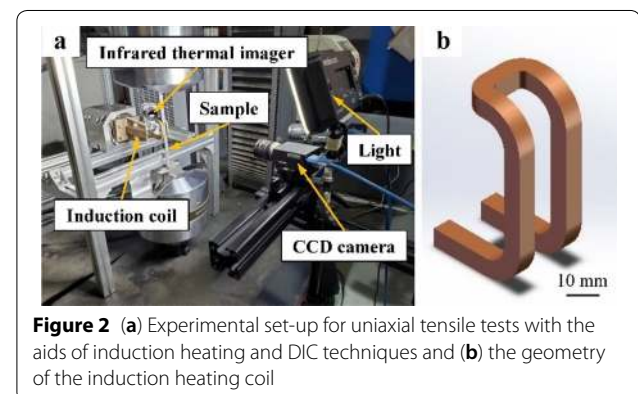 a
Infrared thermal imager
Sample
Light
Induction coil
CCD camera
b
10 mm
Figure 2 (a) Experimental set-up for uniaxial tensile tests with the
aids of induction heating and DIC techniques and (b) the geometry
of the induction heating coil